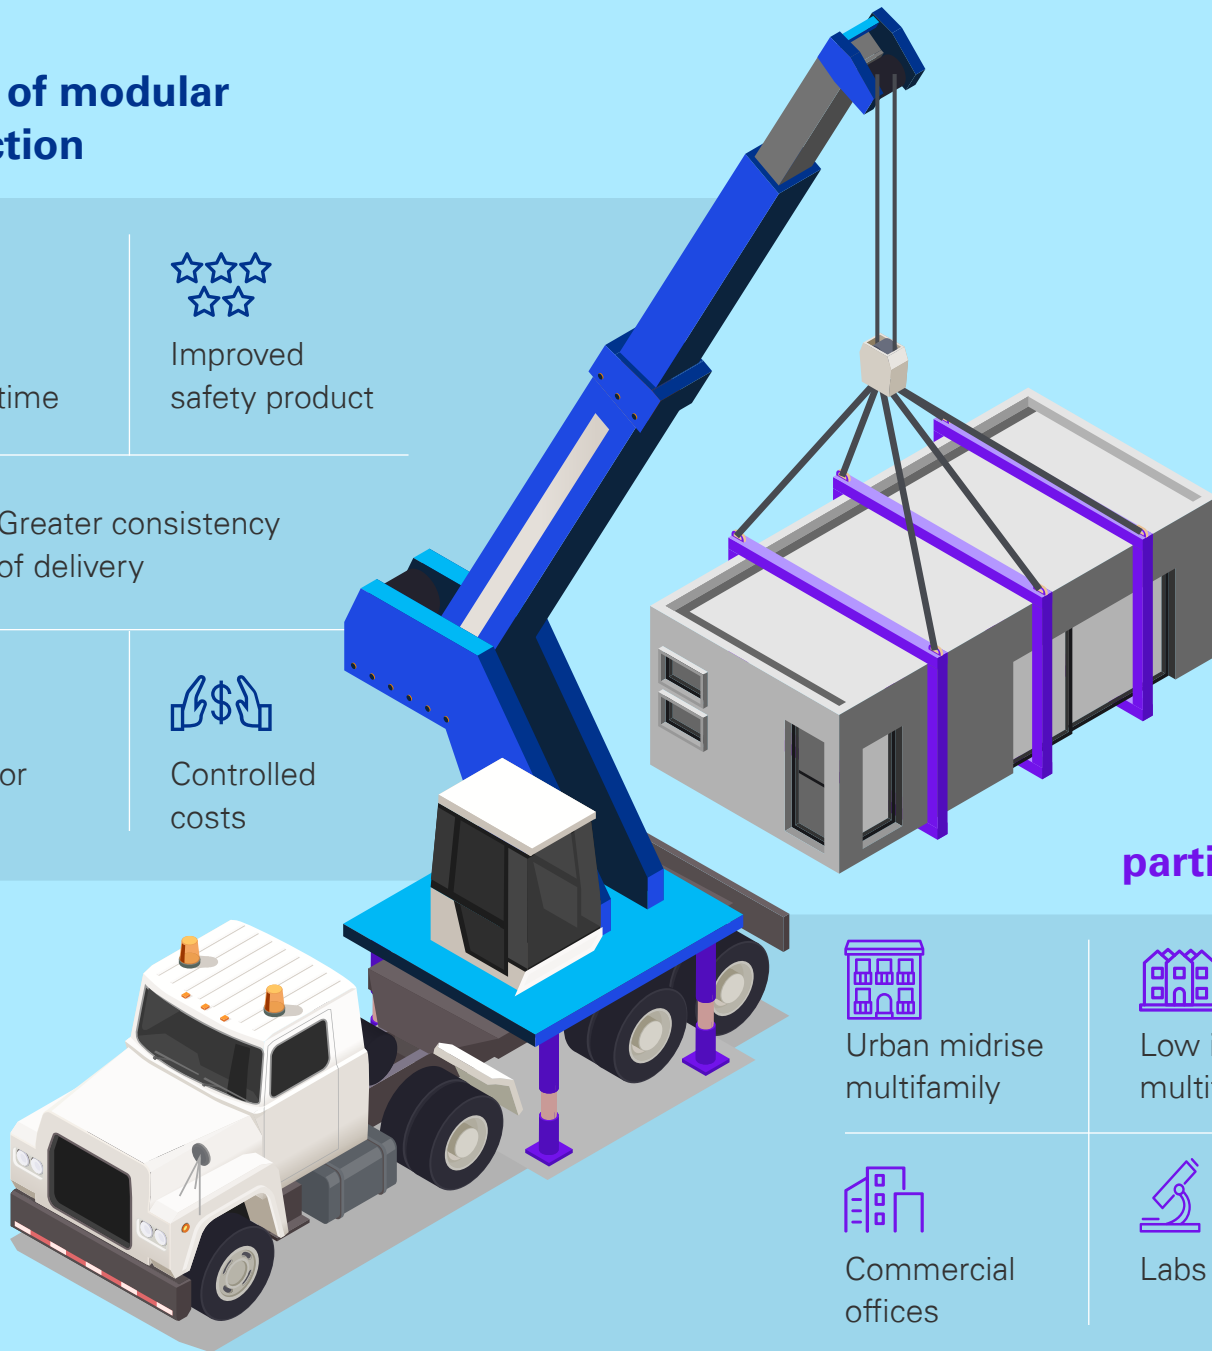 of modular
ction
time
Improved
safety product
Greater consistency
of delivery
or
Controlled
costs
parti
Urban midrise
multifamily
Low i
multi
Commercial
offices
Labs